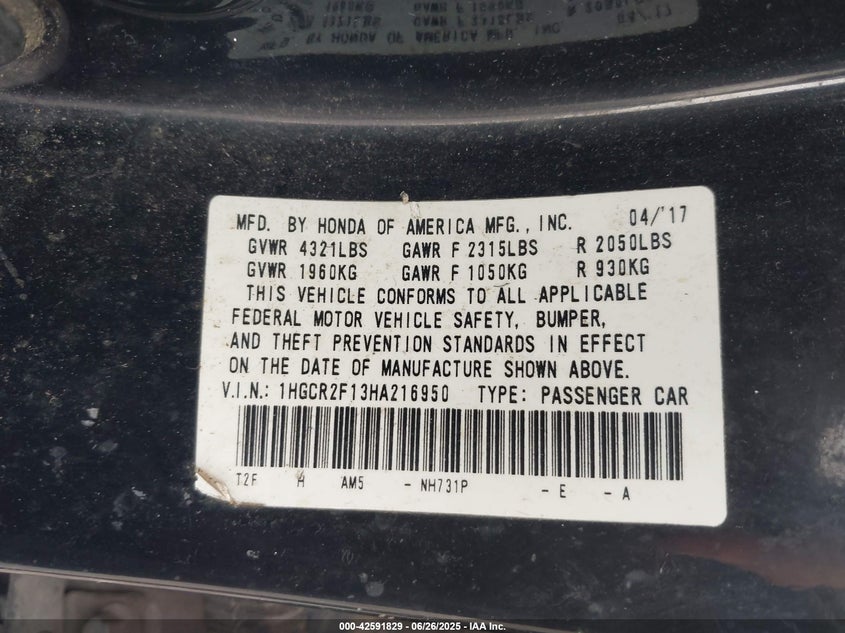 MFD. BY HONDA OF AMERICA MFG., INC. 04/'17
GVWR 4321LBS GAWR F 2315LBS R 2050LBS
GVWR 1960KG GAWR F 1050KG R 930KG
THIS VEHICLE CONFORMS TO ALL APPLICABLE
FEDERAL MOTOR VEHICLE SAFETY, BUMPER,
AND THEFT PREVENTION STANDARDS IN EFFECT
ON THE DATE OF MANUFACTURE SHOWN ABOVE.
V.I.N.: 1HGCR2F13HA216950 TYPE: PASSENGER CAR
T2F H AM5 - NH731P - E - A
000-42591829 - 06/26/2025 - IAA Inc.